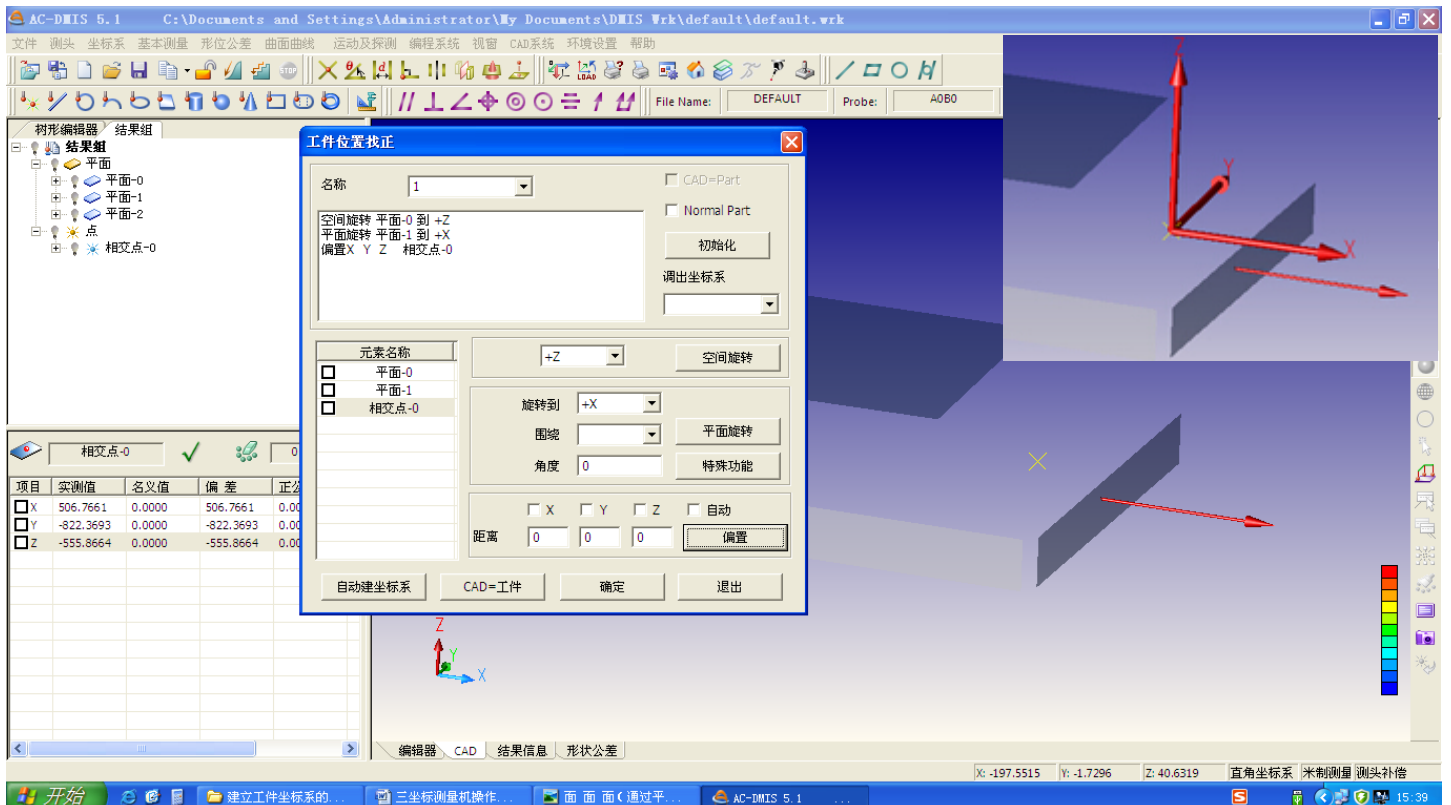 AC-DMIS 5.1 C:\Documents and Settings\Administrator\My Documents\DMIS Wrk\default\default.wrk
文件 测头 坐标系 基本测量 形位公差 曲面曲线 运动及探测 编程系统 视窗 CAD系统 环境设置 帮助
STOP LOAD
File Name: DEFAULT Probe: A0B0
树形编辑器 结果组
结果组
平面
平面-0
平面-1
平面-2
点
相交点-0
相交点-0 0
项目 实测值 名义值 偏 差 正公
X 506.7661 0.0000 506.7661 0.00
Y -822.3693 0.0000 -822.3693 0.00
Z -555.8664 0.0000 -555.8664 0.00
工件位置找正
名称 1 CAD=Part
Normal Part
空间旋转 平面-0 到 +Z
平面旋转 平面-1 到 +X
偏置X Y Z 相交点-0
初始化
调出坐标系
元素名称
平面-0
平面-1
相交点-0
+Z 空间旋转
旋转到 +X
围绕 平面旋转
角度 0 特殊功能
X Y Z 自动
距离 0 0 0 偏置
自动建坐标系 CAD=工件 确定 退出
Z
Y
X
Z
Y
X
编辑器 CAD 结果信息 形状公差
X: -197.5515 Y: -1.7296 Z: 40.6319 直角坐标系 米制测量 测头补偿
开始 建立工件坐标系的... 三坐标测量机操作... 面 面 面(通过平... AC-DMIS 5.1 ... S 15:39